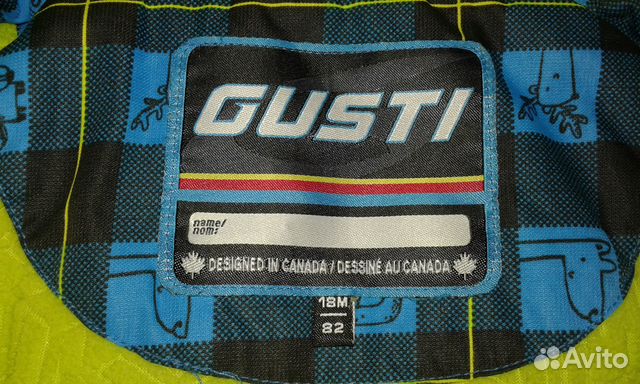 GUSTI
name/
nom:
DESIGNED IN CANADA / DESSINÉ AU CANADA
18M
82
Avito